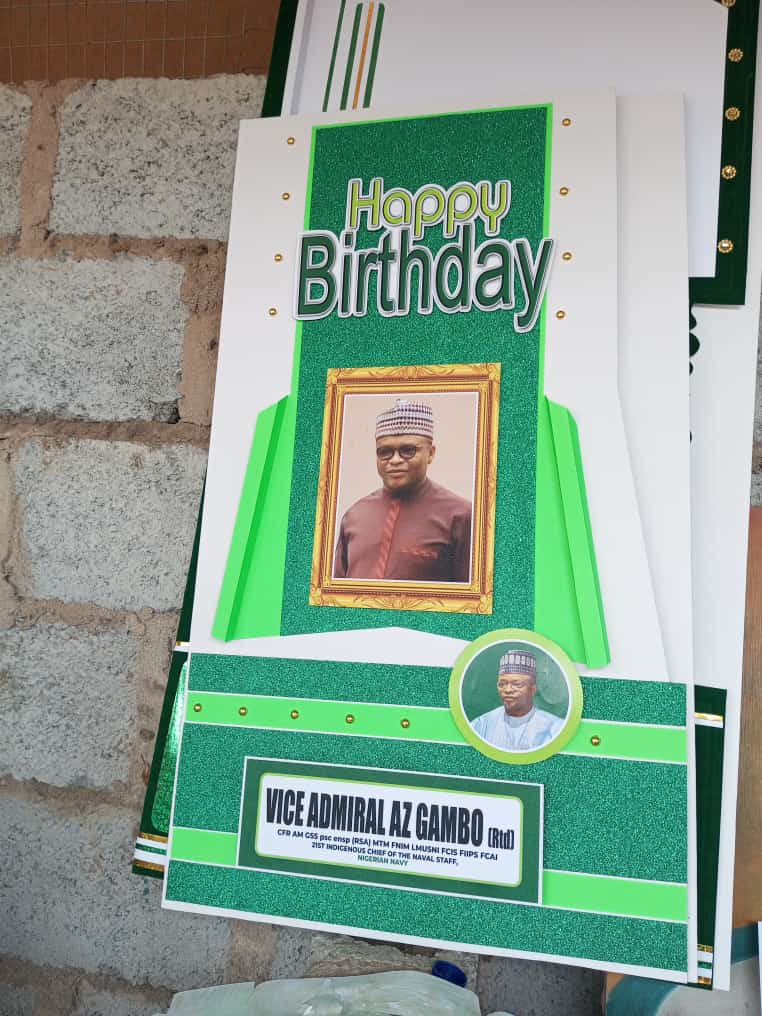 Happy
Birthday
VICE ADMIRAL AZ GAMBO (Rtd)
CFR AM GSS psc ensp (RSA) MTM FNIM LMUSNI FCIS FIIPS FCAI
21ST INDIGENOUS CHIEF OF THE NAVAL STAFF,
NIGERIAN NAVY